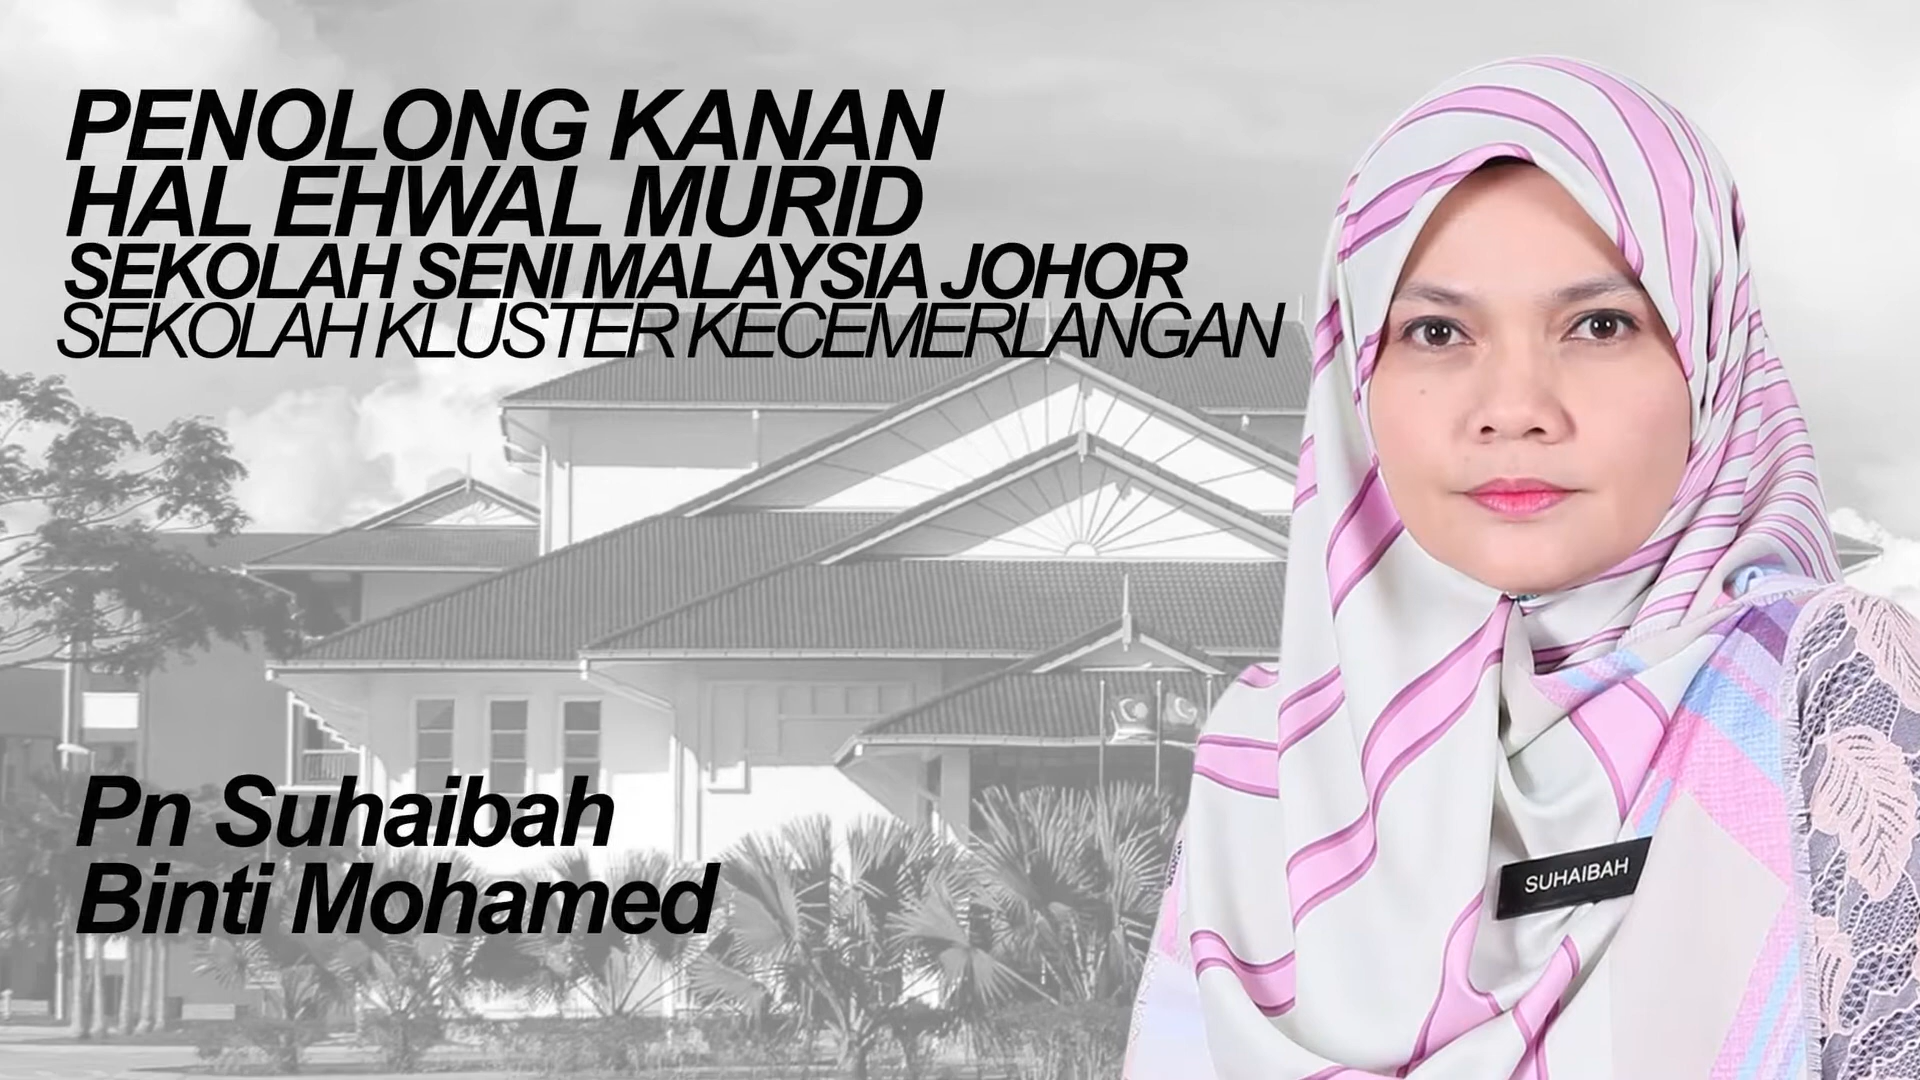 PENOLONG KANAN
HAL EHWAL MURID
SEKOLAH SENI MALAYSIA JOHOR
SEKOLAH KLUSTER KECEMERLANGAN
Pn Suhaibah
Binti Mohamed
SUHAIBAH